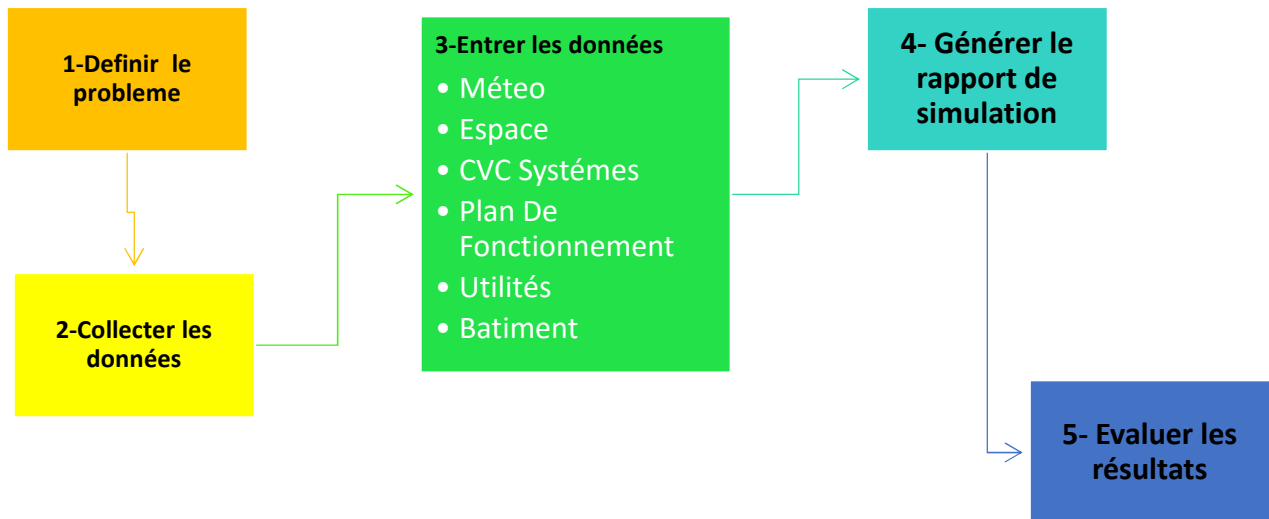 1-Definir le
probleme
2-Collecter les
données
3-Entrer les données
• Méteo
• Espace
• CVC Systémes
• Plan De
Fonctionnement
• Utilités
• Batiment
4- Générer le
rapport de
simulation
5- Evaluer les
résultats